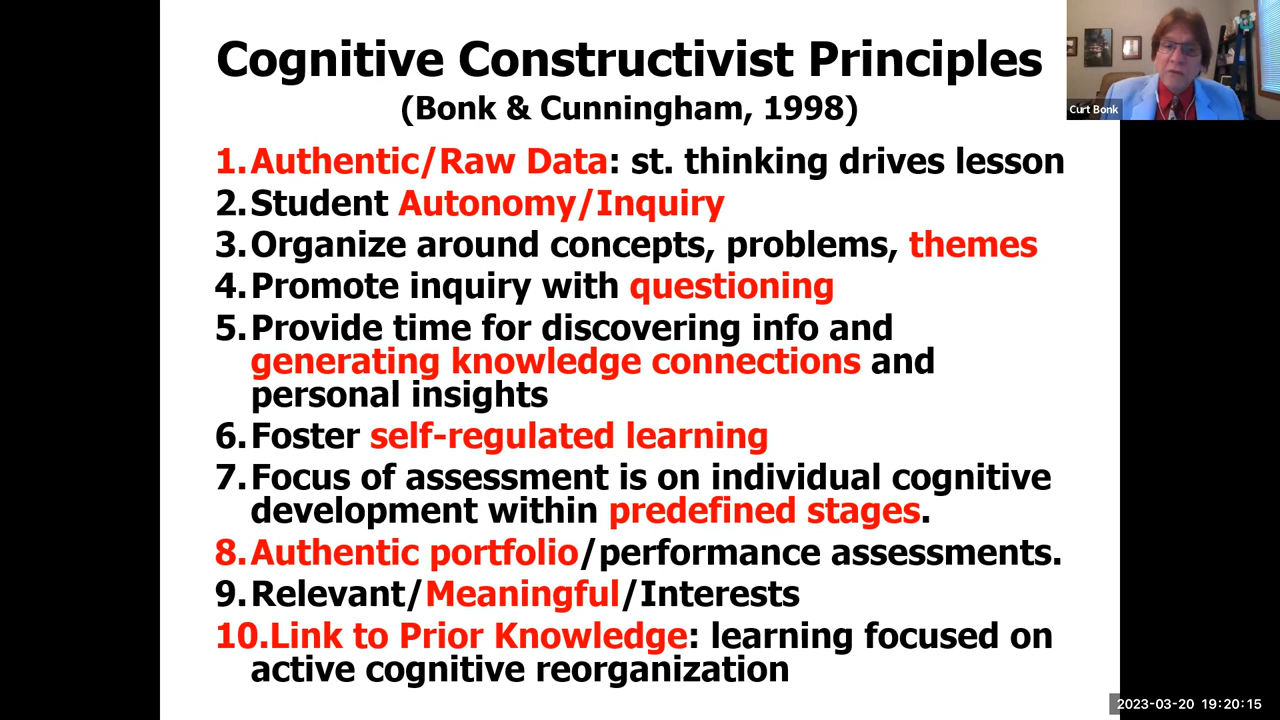 Cognitive Constructivist Principles
(Bonk & Cunningham, 1998)
1. Authentic/Raw Data: st. thinking drives lesson
2. Student Autonomy/Inquiry
3. Organize around concepts, problems, themes
4. Promote inquiry with questioning
5. Provide time for discovering info and
generating knowledge connections and
personal insights
6. Foster self-regulated learning
7. Focus of assessment is on individual cognitive
development within predefined stages.
8. Authentic portfolio/performance assessments.
9. Relevant/Meaningful/Interests
10. Link to Prior Knowledge: learning focused on
active cognitive reorganization
Curt Bonk
2023-03-20 19:20:15